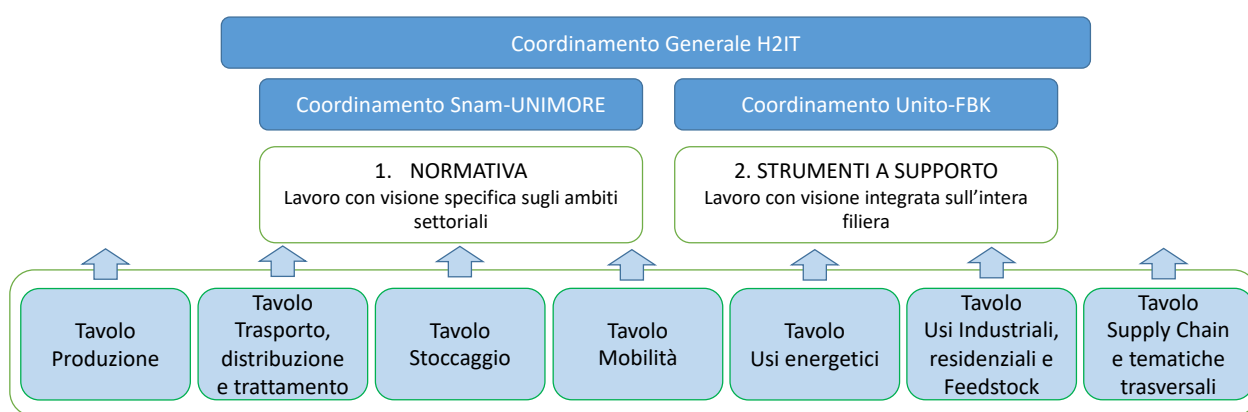 Coordinamento Generale H2IT
Coordinamento Snam-UNIMORE
Coordinamento Unito-FBK
1. NORMATIVA
Lavoro con visione specifica sugli ambiti
settoriali
2. STRUMENTI A SUPPORTO
Lavoro con visione integrata sull'intera
filiera
Tavolo
Produzione
Tavolo
Trasporto,
distribuzione
e trattamento
Tavolo
Stoccaggio
Tavolo
Mobilità
Tavolo
Usi energetici
Tavolo
Usi Industriali,
residenziali e
Feedstock
Tavolo
Supply Chain
e tematiche
trasversali